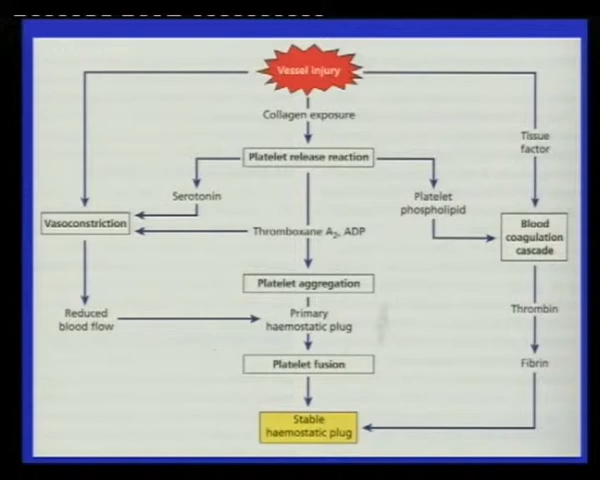 Vessel injury
Collagen exposure
Tissue
factor
Platelet release reaction
Serotonin
Platelet
phospholipid
Vasoconstriction
Thromboxane A₂, ADP
Blood
coagulation
cascade
Platelet aggregation
Reduced
blood flow
Primary
haemostatic plug
Thrombin
Platelet fusion
Fibrin
Stable
haemostatic plug